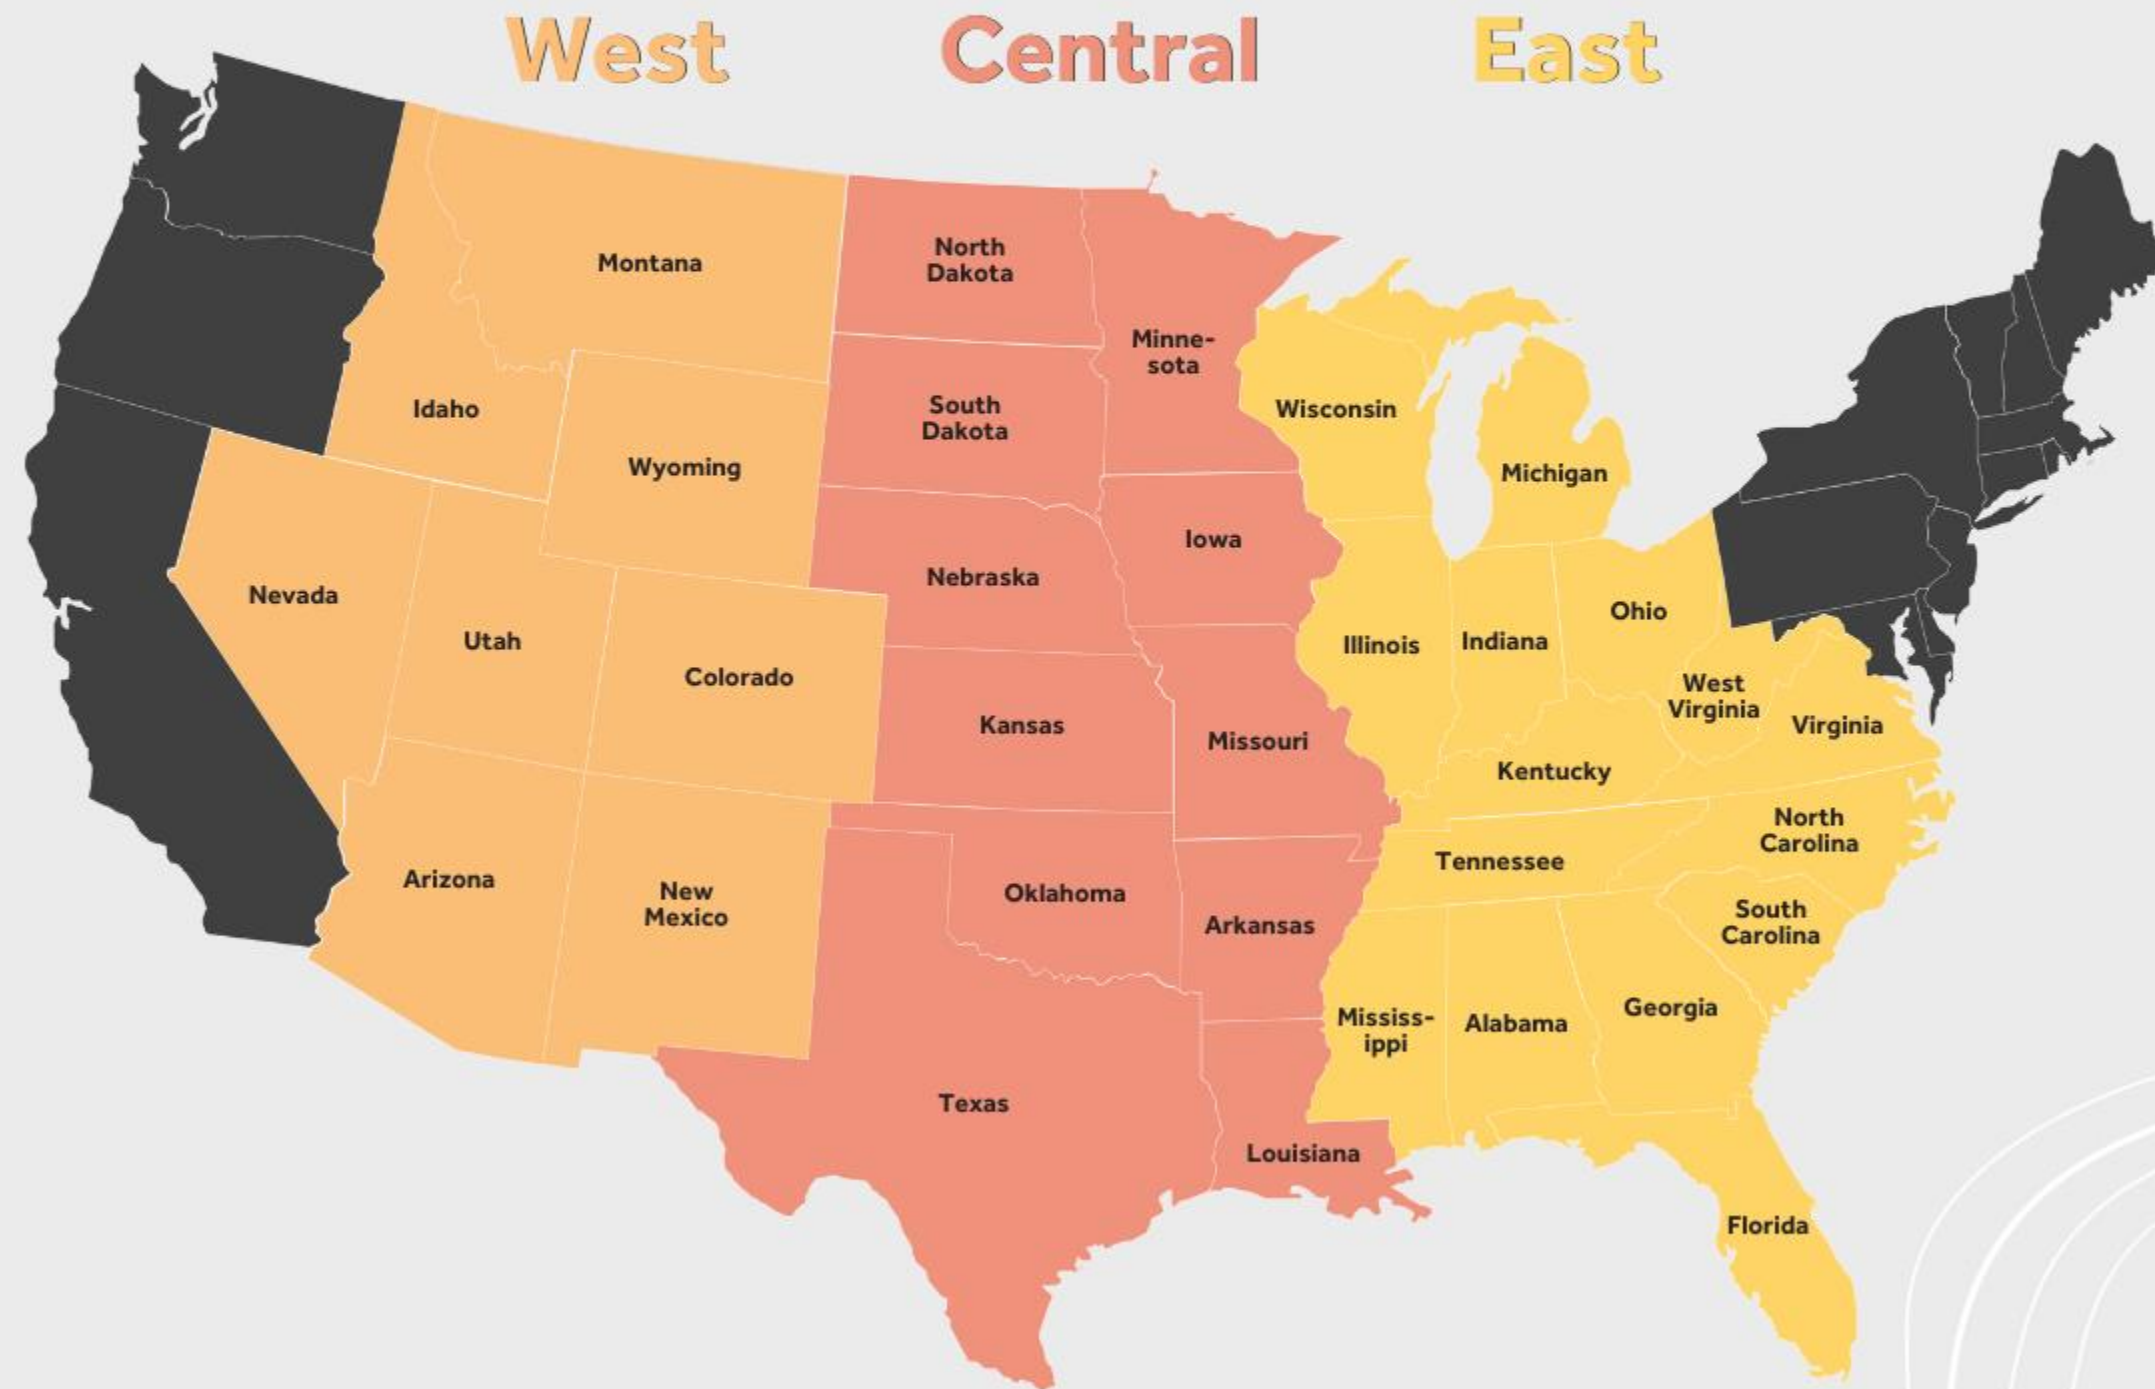 West
Central
East
Montana
North
Dakota
Minne-
sota
Idaho
South
Dakota
Wisconsin
Wyoming
Michigan
Iowa
Nevada
Nebraska
Utah
Ohio
Illinois
Indiana
Colorado
West
Virginia
Kansas
Missouri
Virginia
Kentucky
North
Carolina
Tennessee
Arizona
New
Mexico
Oklahoma
Arkansas
South
Carolina
Mississ-
ippi
Alabama
Georgia
Texas
Louisiana
Florida